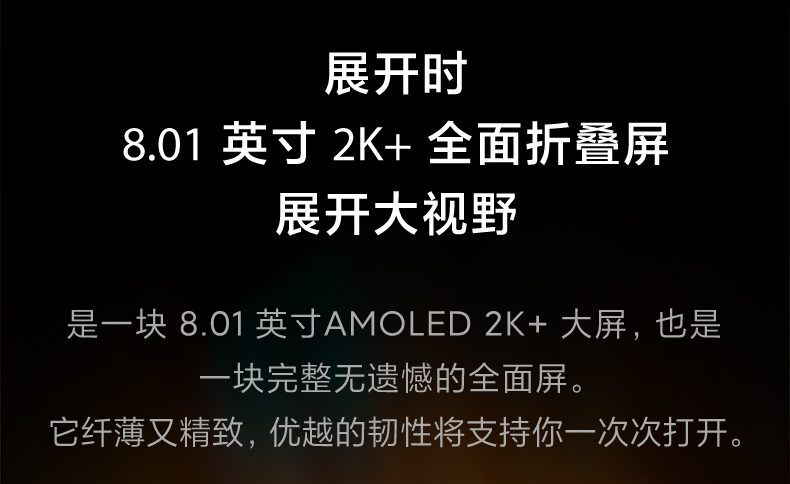 展开时
8.01 英寸 2K+ 全面折叠屏
展开大视野
是一块 8.01 英寸AMOLED 2K+ 大屏，也是
一块完整无遗憾的全面屏。
它纤薄又精致，优越的韧性将支持你一次次打开。